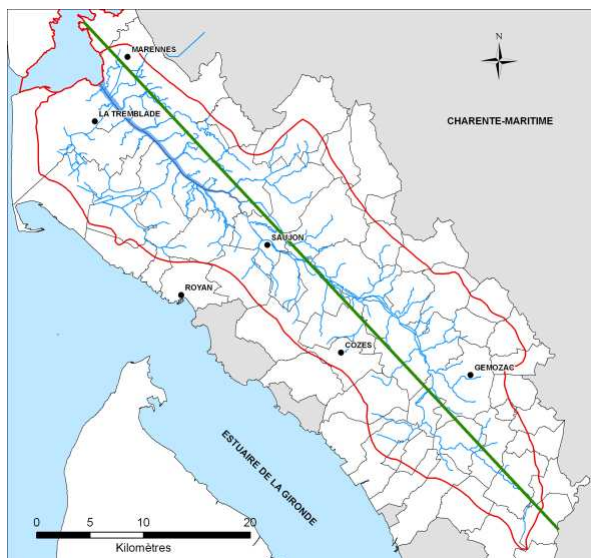 N
MARENNES
LA TREMBLADE
CHARENTE-MARITIME
SAUJON
ROYAN
COZES
GEMOZAC
ESTUAIRE DE LA GIRONDE
0 5 10 20
Kilomètres